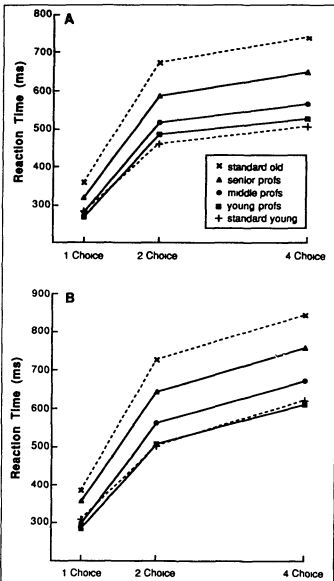 A
Reaction Time (ms)
800
700
600
500
400
300
standard old
senior profs
middle profs
young profs
standard young
1 Choice 2 Choice 4 Choice
B
Reaction Time (ms)
900
800
700
600
500
400
300
1 Choice 2 Choice 4 Choice